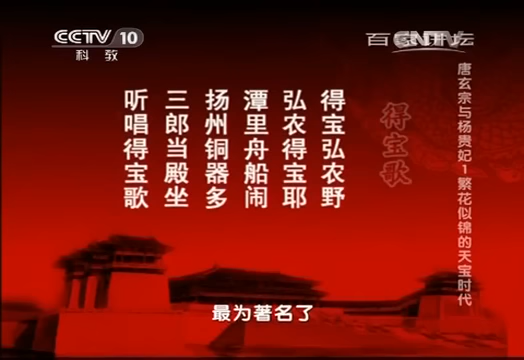 CCTV 10
科教
百家讲坛
CNTV
唐玄宗与杨贵妃1繁花似锦的天宝时代
得宝歌
得宝弘农野
弘农得宝耶
潭里舟船闹
扬州铜器多
三郎当殿坐
听唱得宝歌
最为著名了